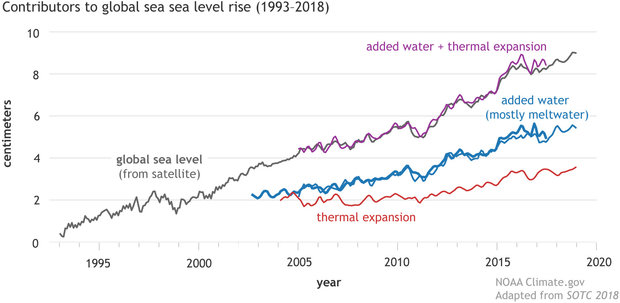 Contributors to global sea sea level rise (1993–2018)
10
added water + thermal expansion
8
added water
(mostly meltwater)
6
centimeters
4
global sea level
(from satellite)
2
thermal expansion
0
1995
2000
2005
2010
2015
2020
year
NOAA Climate.gov
Adapted from SOTC 2018